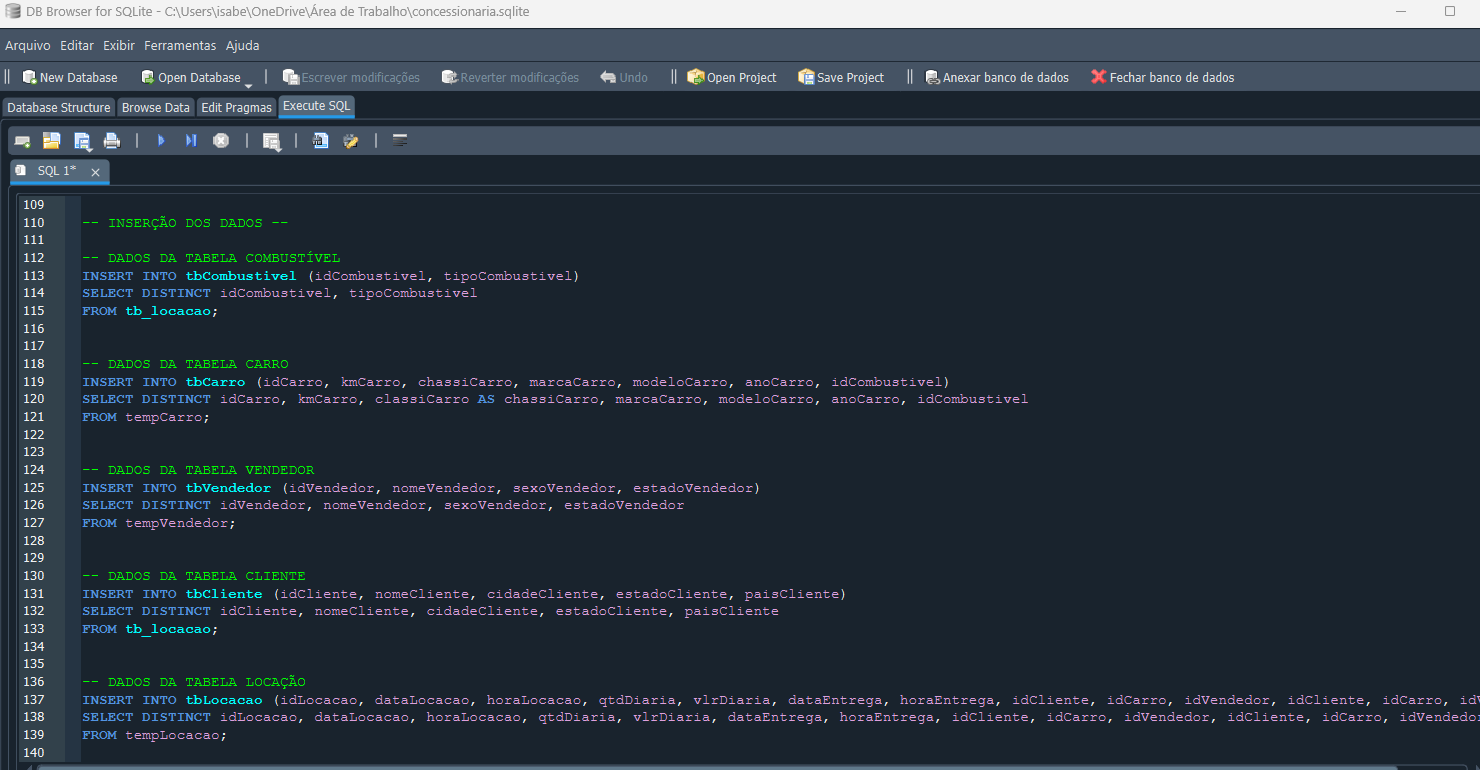 DB Browser for SQLite - C:\Users\isabe\OneDrive\Área de Trabalho\concessionaria.sqlite
Arquivo Editar Exibir Ferramentas Ajuda
New Database Open Database Escrever modificações Reverter modificações Undo Open Project Save Project Anexar banco de dados Fechar banco de dados
Database Structure Browse Data Edit Pragmas Execute SQL
SQL 1*
109
110 -- INSERÇÃO DOS DADOS --
111
112 -- DADOS DA TABELA COMBUSTÍVEL
113 INSERT INTO tbCombustivel (idCombustivel, tipoCombustivel)
114 SELECT DISTINCT idCombustivel, tipoCombustivel
115 FROM tb_locacao;
116
117
118 -- DADOS DA TABELA CARRO
119 INSERT INTO tbCarro (idCarro, kmCarro, chassiCarro, marcaCarro, modeloCarro, anoCarro, idCombustivel)
120 SELECT DISTINCT idCarro, kmCarro, classiCarro AS chassiCarro, marcaCarro, modeloCarro, anoCarro, idCombustivel
121 FROM tempCarro;
122
123
124 -- DADOS DA TABELA VENDEDOR
125 INSERT INTO tbVendedor (idVendedor, nomeVendedor, sexoVendedor, estadoVendedor)
126 SELECT DISTINCT idVendedor, nomeVendedor, sexoVendedor, estadoVendedor
127 FROM tempVendedor;
128
129
130 -- DADOS DA TABELA CLIENTE
131 INSERT INTO tbCliente (idCliente, nomeCliente, cidadeCliente, estadoCliente, paisCliente)
132 SELECT DISTINCT idCliente, nomeCliente, cidadeCliente, estadoCliente, paisCliente
133 FROM tb_locacao;
134
135
136 -- DADOS DA TABELA LOCAÇÃO
137 INSERT INTO tbLocacao (idLocacao, dataLocacao, horaLocacao, qtdDiaria, vlrDiaria, dataEntrega, horaEntrega, idCliente, idCarro, idVendedor, idCliente, idCarro, idV
138 SELECT DISTINCT idLocacao, dataLocacao, horaLocacao, qtdDiaria, vlrDiaria, dataEntrega, horaEntrega, idCliente, idCarro, idVendedor, idCliente, idCarro, idVendedo
139 FROM tempLocacao;
140